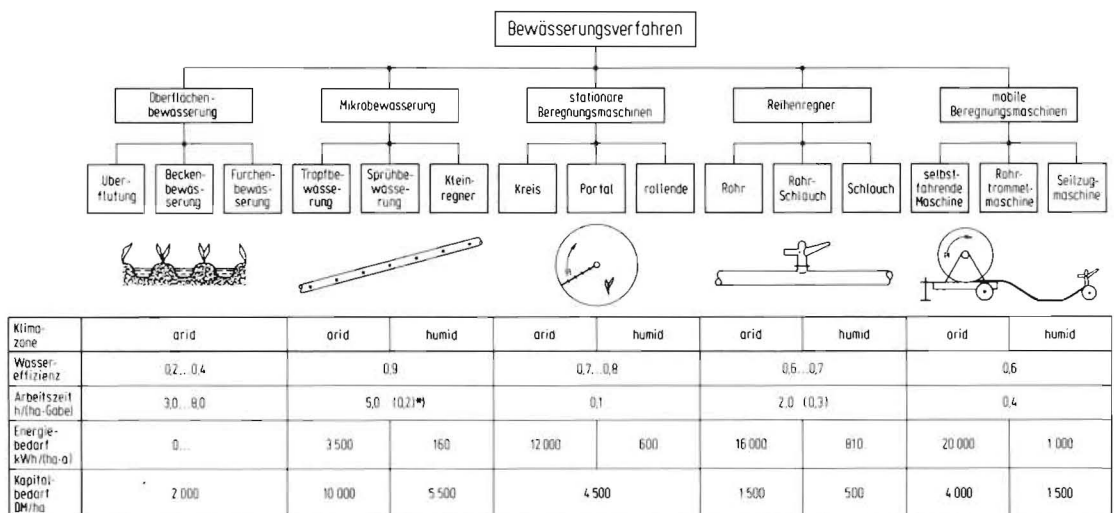 Bewässerungsverfahren
Oberflächen-
bewässerung
Mikrobewässerung
stationäre
Beregnungsmaschinen
Reihenregner
mobile
Beregnungsmaschinen
Über-
flutung
Becken-
bewäs-
serung
Furchen-
bewäs-
serung
Tropfbe-
wässe-
rung
Sprühbe-
wässe-
rung
Klein-
regner
Kreis
Portal
rollende
Rohr
Rohr-
Schlauch
Schlauch
selbst-
fahrende
Maschine
Rohr-
trommel-
maschine
Seilzug-
maschine
Klima-
zone
arid
arid
humid
arid
humid
arid
humid
arid
humid
Wasser-
effizienz
0,2...0,4
0,9
0,7...0,8
0,6...0,7
0,6
Arbeitszeit
h/(ha·Gabe)
3,0...8,0
5,0 (0,2)*)
0,1
2,0 (0,3)
0,4
Energie-
bedarf
kWh/(ha·a)
0...
3 500
160
12 000
600
16 000
810
20 000
1 000
Kapital-
bedarf
DM/ha
2 000
10 000
5 500
4 500
1 500
500
4 000
1 500